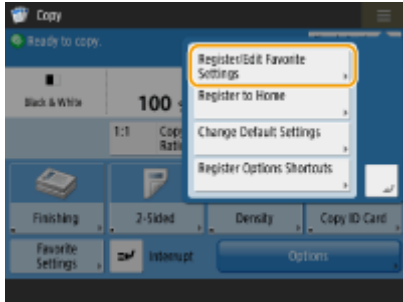 Copy
Ready to copy.
Register/Edit Favorite
Settings
Register to Home
Black & White
100
Change Default Settings
1:1 Copy
Rati
Register Options Shortcuts
Finishing
2-Sided
Density
Copy ID Card
Favorite
Settings
Interrupt
Options